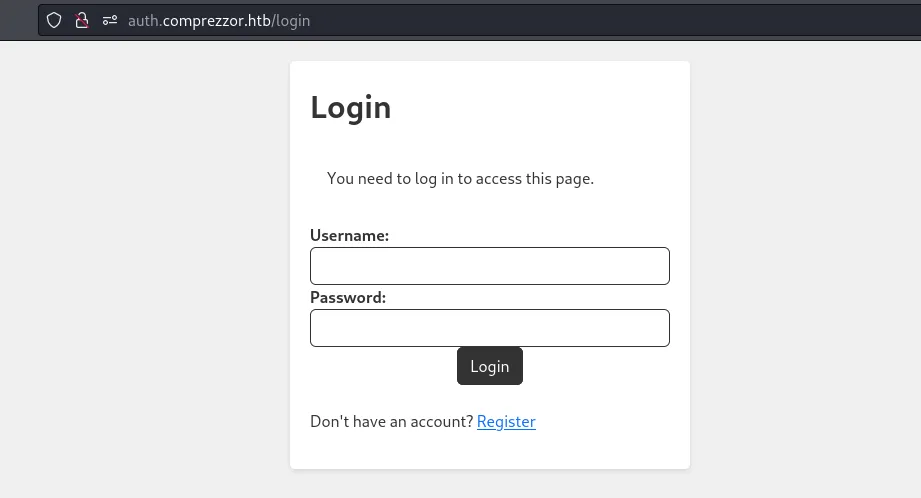 auth.comprezzor.htb/login
Login
You need to log in to access this page.
Username:
Password:
Login
Don't have an account? Register